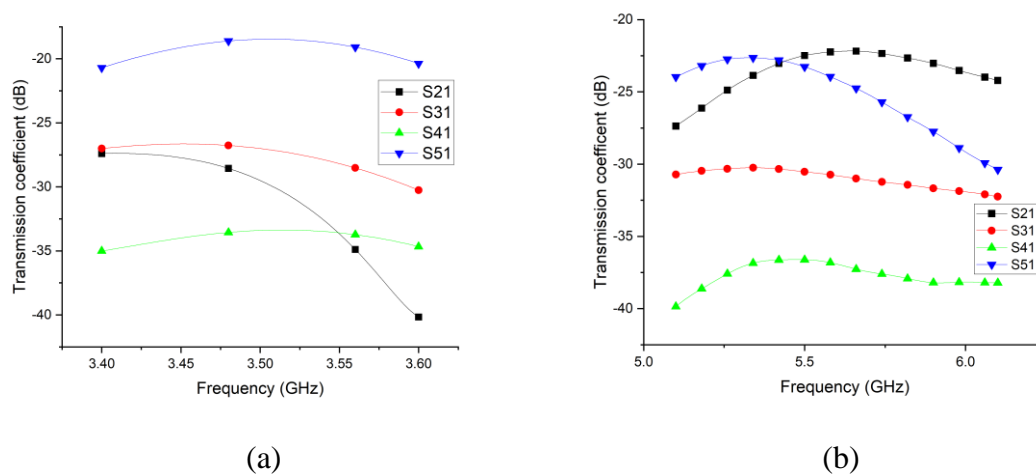 -20
-25
-30
-35
-40
Transmission coefficient (dB)
S21
S31
S41
S51
3.40
3.45
3.50
3.55
3.60
Frequency (GHz)
(a)
-20
-25
-30
-35
-40
Transmission coefficent (dB)
S21
S31
S41
S51
5.0
5.5
6.0
Frequency (GHz)
(b)